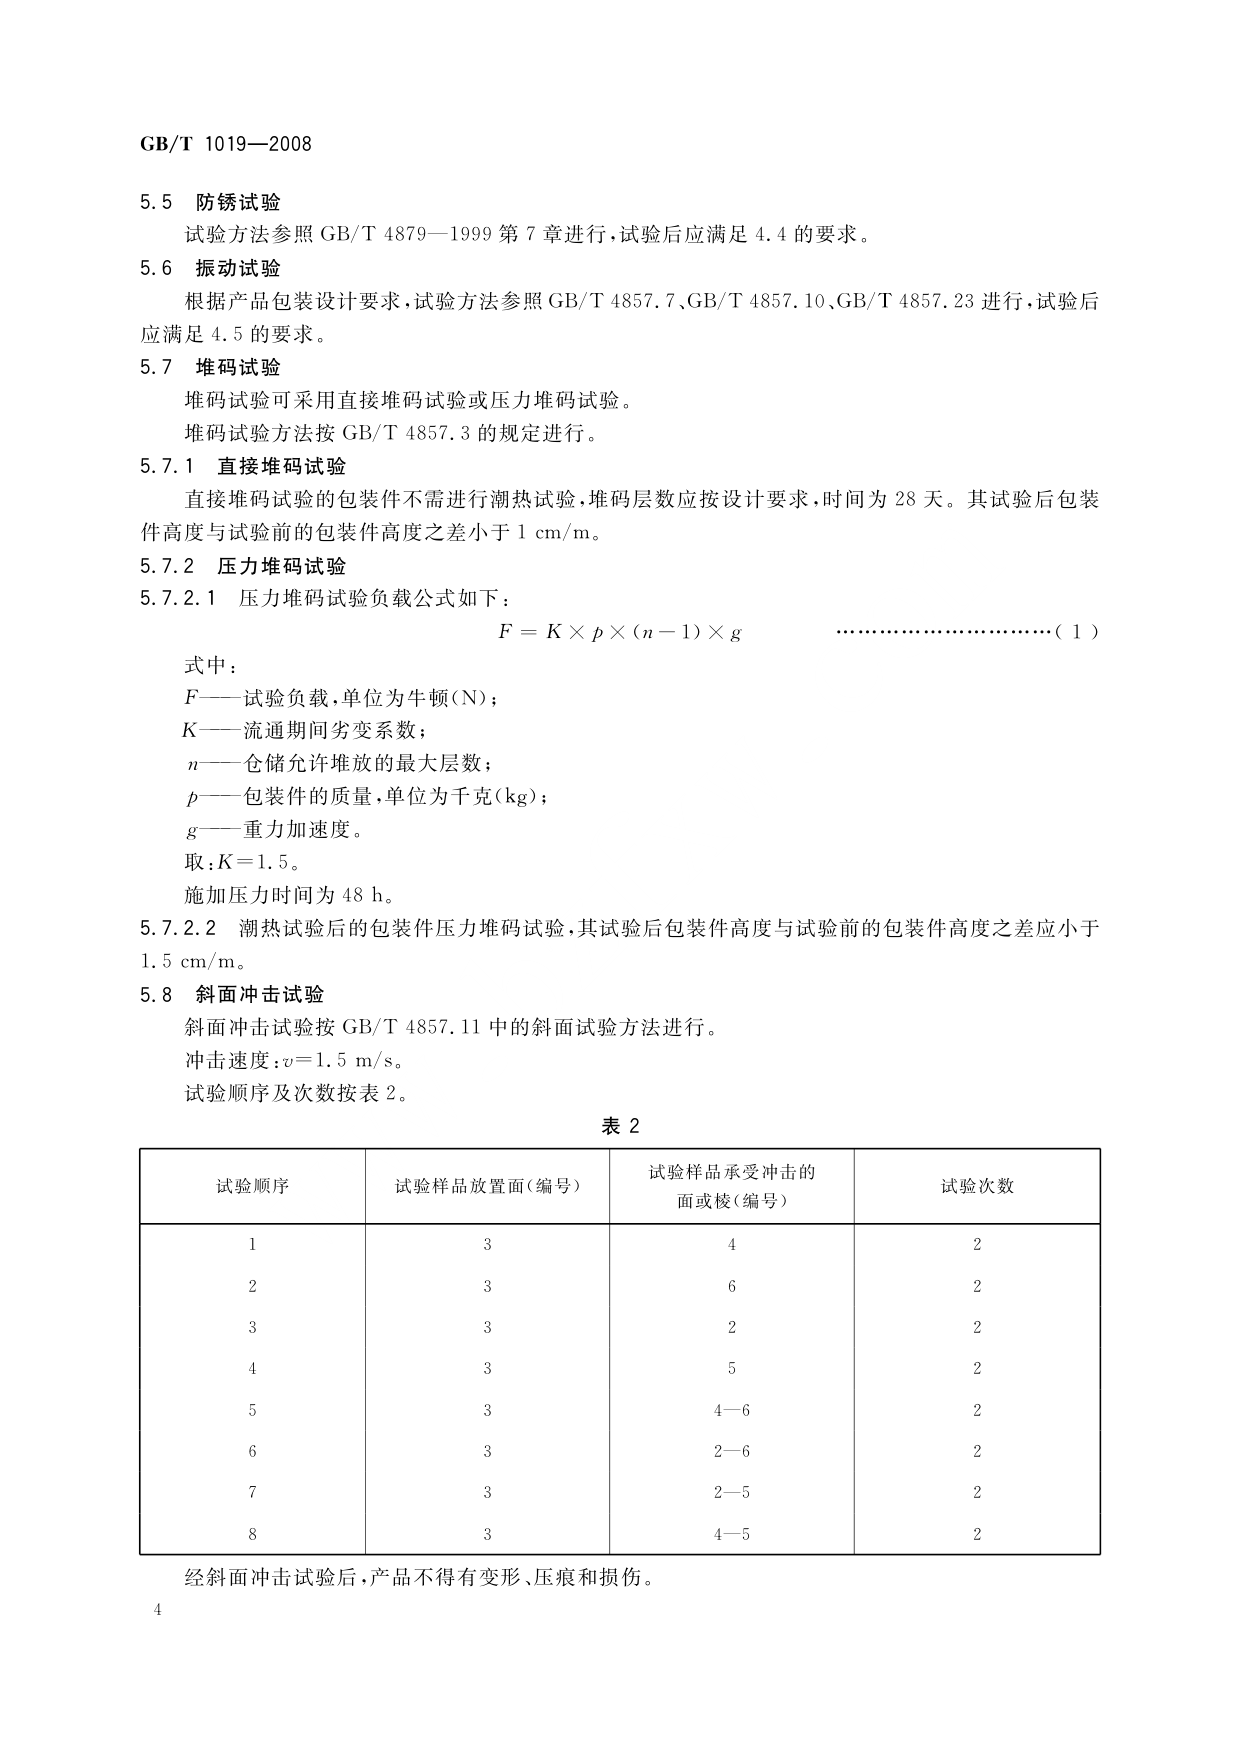 GB/T 1019—2008
5.5 防锈试验
试验方法参照 GB/T 4879—1999 第 7 章进行,试验后应满足 4.4 的要求。
5.6 振动试验
根据产品包装设计要求,试验方法参照 GB/T 4857.7、GB/T 4857.10、GB/T 4857.23 进行,试验后
应满足 4.5 的要求。
5.7 堆码试验
堆码试验可采用直接堆码试验或压力堆码试验。
堆码试验方法按 GB/T 4857.3 的规定进行。
5.7.1 直接堆码试验
直接堆码试验的包装件不需进行潮热试验,堆码层数应按设计要求,时间为 28 天。其试验后包装
件高度与试验前的包装件高度之差小于 1 cm/m。
5.7.2 压力堆码试验
5.7.2.1 压力堆码试验负载公式如下:
F = K × p × (n − 1) × g …………………………( 1 )
式中:
F——试验负载,单位为牛顿(N);
K——流通期间劣变系数;
n——仓储允许堆放的最大层数;
p——包装件的质量,单位为千克(kg);
g——重力加速度。
取:K=1.5。
施加压力时间为 48 h。
5.7.2.2 潮热试验后的包装件压力堆码试验,其试验后包装件高度与试验前的包装件高度之差应小于
1.5 cm/m。
5.8 斜面冲击试验
斜面冲击试验按 GB/T 4857.11 中的斜面试验方法进行。
冲击速度:v=1.5 m/s。
试验顺序及次数按表 2。
表 2
试验顺序 试验样品放置面(编号) 试验样品承受冲击的 试验次数
面或棱(编号)
1 3 4 2
2 3 6 2
3 3 2 2
4 3 5 2
5 3 4—6 2
6 3 2—6 2
7 3 2—5 2
8 3 4—5 2
经斜面冲击试验后,产品不得有变形、压痕和损伤。
4